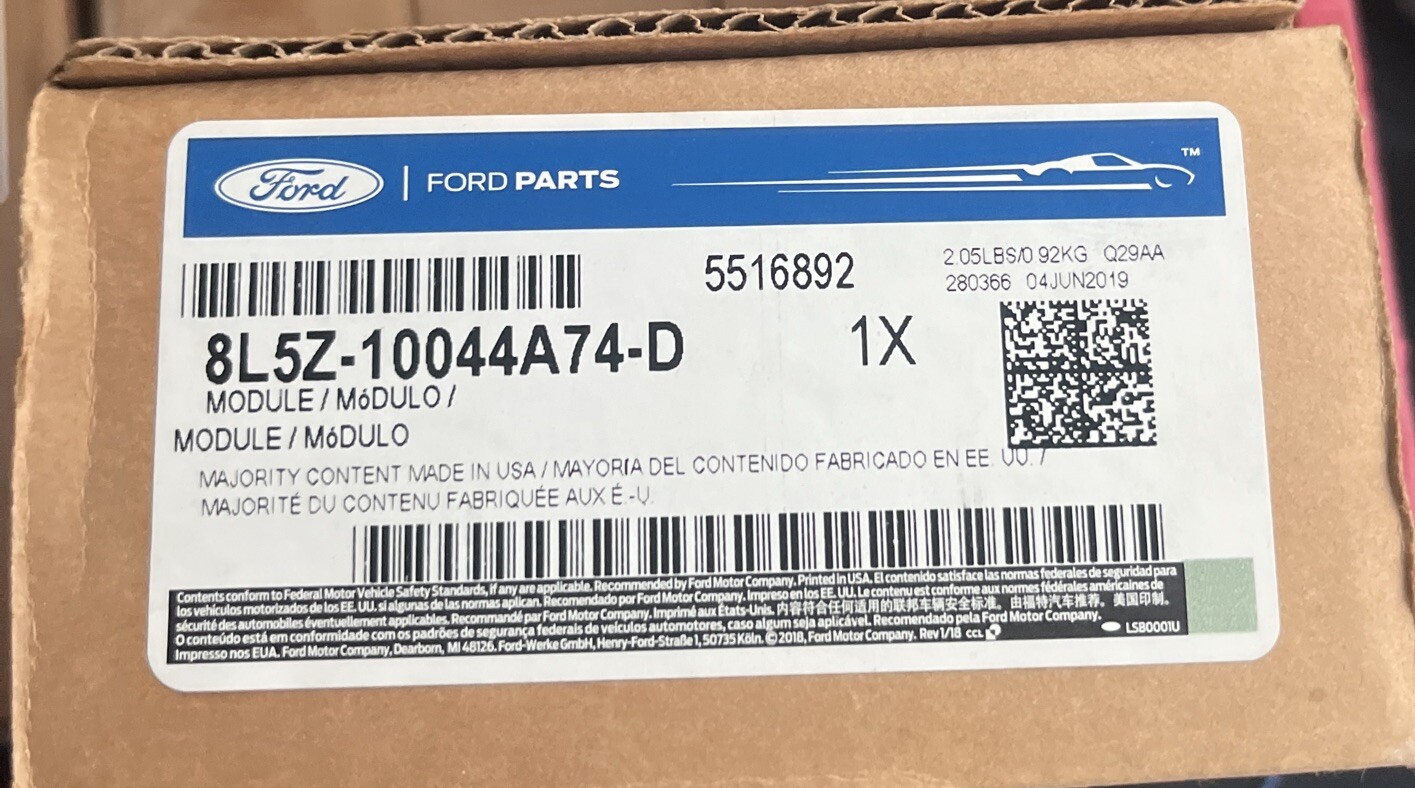 Ford | FORD PARTS TM
5516892
2.05LBS/0.92KG Q29AA
280366 04JUN2019
8L5Z-10044A74-D
1X
MODULE / MóDULO /
MODULE / MóDULO
MAJORITY CONTENT MADE IN USA / MAYORíA DEL CONTENIDO FABRICADO EN EE. UU. /
MAJORITÉ DU CONTENU FABRIQUÉE AUX É.-U.
Contents conform to Federal Motor Vehicle Safety Standards, if any are applicable. Recommended by Ford Motor Company. Printed in USA. El contenido satisface las normas federales de seguridad para
los vehículos motorizados de los EE. UU. si algunas de las normas aplican. Recomendado por Ford Motor Company. Impreso en los EE. UU. Le contenu est conforme aux normes fédérales américaines de
sécurité des automobiles éventuellement applicables. Recommandé par Ford Motor Company. Imprimé aux États-Unis. 内容符合任何适用的联邦车辆安全标准。由福特汽车推荐。美国印制。
O conteúdo está em conformidade com os padrões de segurança federais de veículos automotores, caso algum seja aplicável. Recomendado pela Ford Motor Company.
Impresso nos EUA. Ford Motor Company, Dearborn, MI 48126. Ford-Werke GmbH, Henry-Ford-Straße 1, 50735 Köln. © 2018, Ford Motor Company. Rev 1/18 CCL LSB0001U